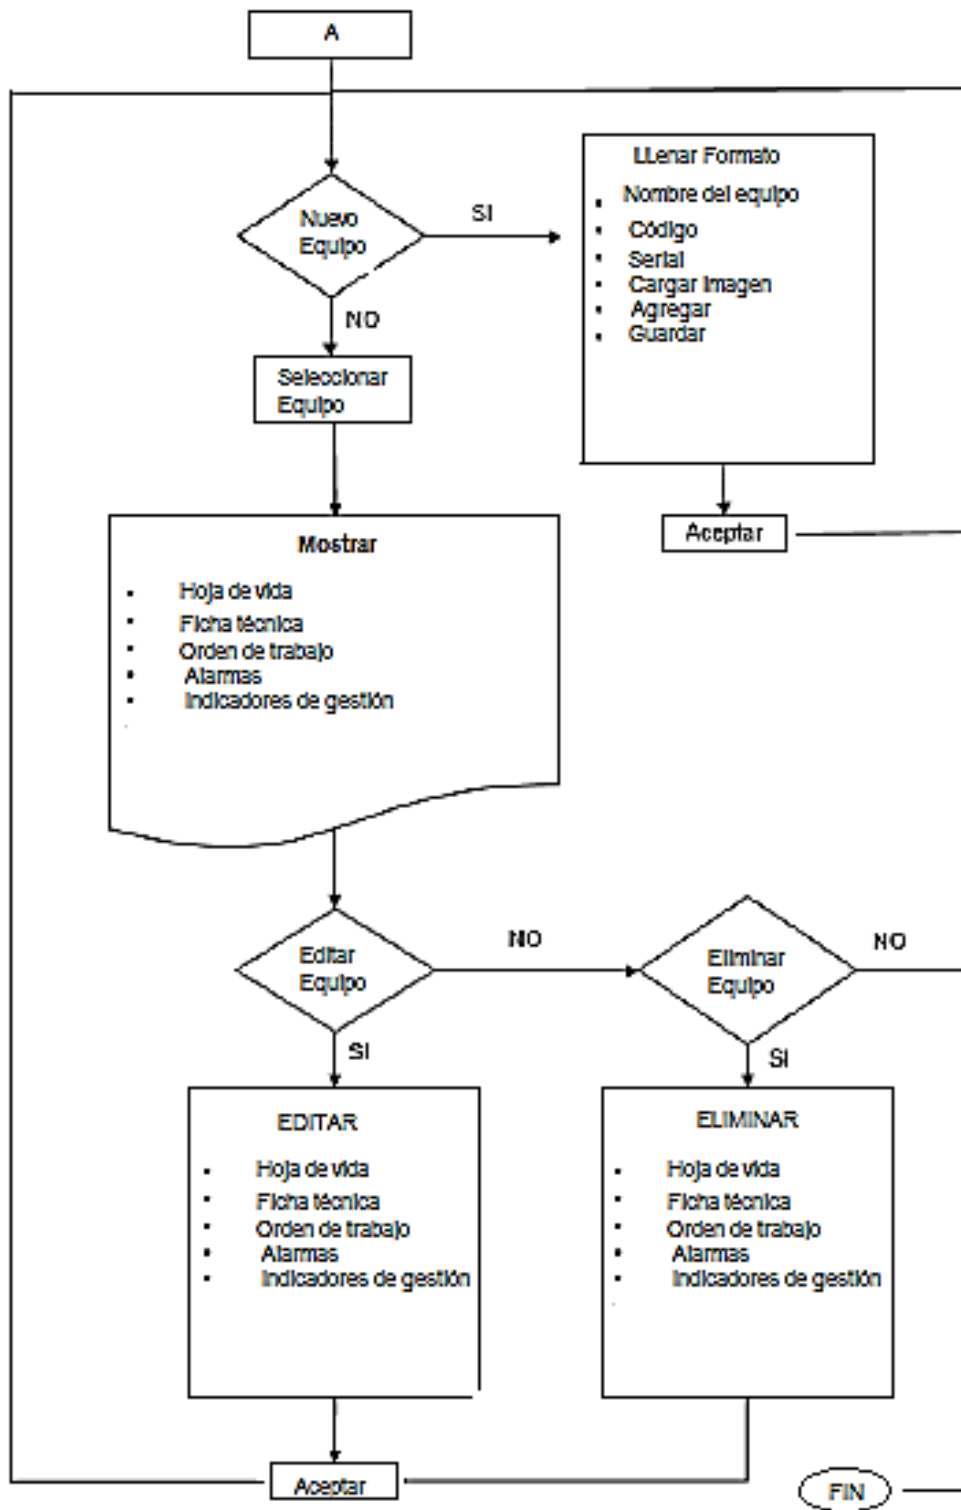 A
Nuevo
Equipo
SI
NO
LLenar Formato
Nombre del equipo
Código
Serial
Cargar Imagen
Agregar
Guardar
Seleccionar
Equipo
Aceptar
Mostrar
Hoja de vida
Ficha técnica
Orden de trabajo
Alarmas
Indicadores de gestión
Editar
Equipo
NO
Eliminar
Equipo
NO
SI
SI
EDITAR
Hoja de vida
Ficha técnica
Orden de trabajo
Alarmas
Indicadores de gestión
ELIMINAR
Hoja de vida
Ficha técnica
Orden de trabajo
Alarmas
Indicadores de gestión
Aceptar
FIN